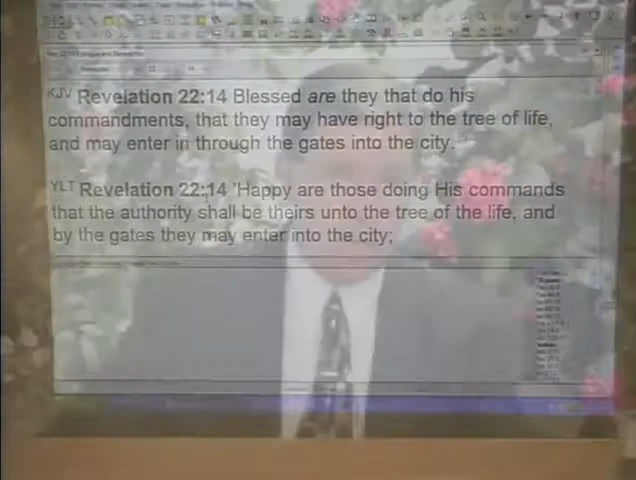 KJV Revelation 22:14 Blessed are they that do his
commandments, that they may have right to the tree of life,
and may enter in through the gates into the city.
YLT Revelation 22:14 'Happy are those doing His commands
that the authority shall be theirs unto the tree of the life, and
by the gates they may enter into the city;